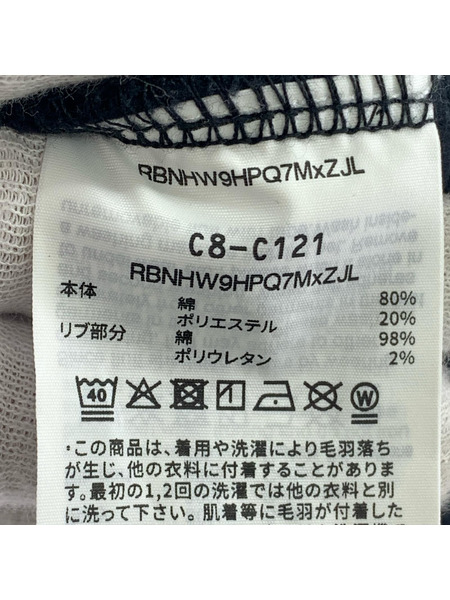 RBNHW9HPQ7MxZJL
C8-C121
RBNHW9HPQ7MxZJL
本体 綿 80%
ポリエステル 20%
リブ部分 綿 98%
ポリウレタン 2%
40 W
・この商品は、着用や洗濯により毛羽落ち
が生じ、他の衣料に付着することがありま
す。最初の1,2回の洗濯では他の衣料と別
に洗って下さい。肌着等に毛羽が付着した